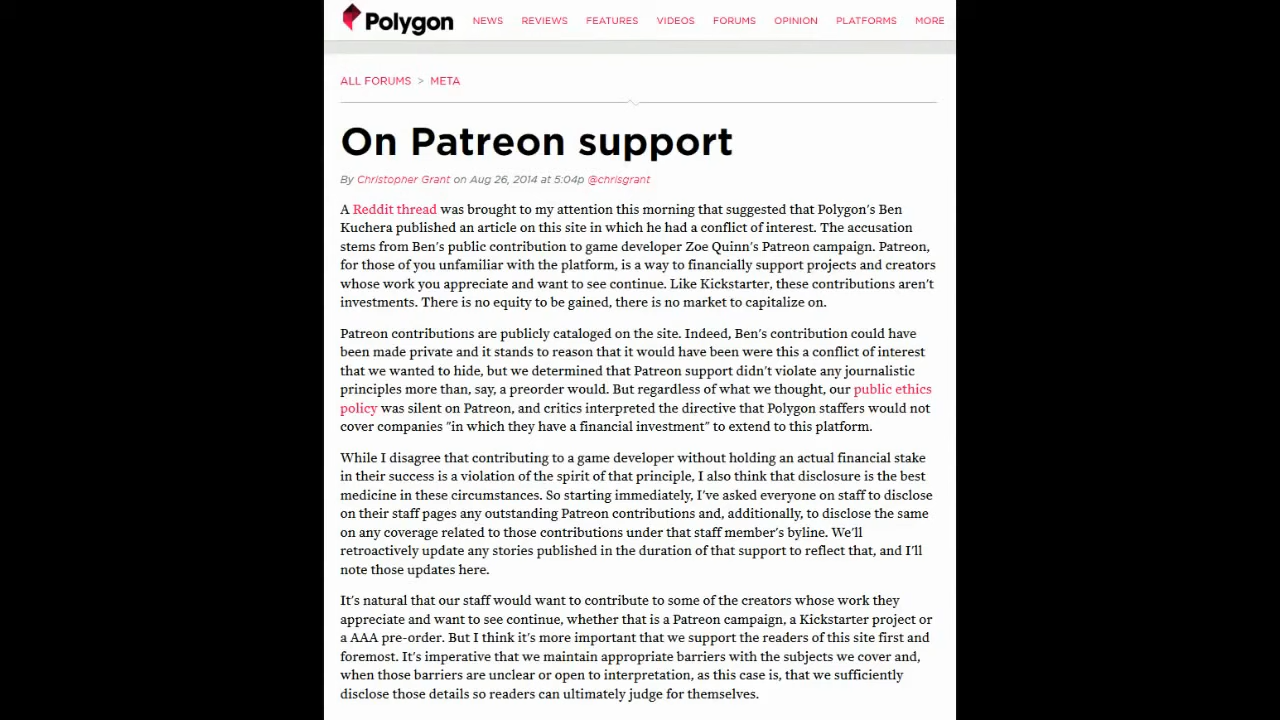 Polygon
NEWS REVIEWS FEATURES VIDEOS FORUMS OPINION PLATFORMS MORE
ALL FORUMS > META
On Patreon support
By Christopher Grant on Aug 26, 2014 at 5:04p @chrisgrant
A Reddit thread was brought to my attention this morning that suggested that Polygon's Ben
Kuchera published an article on this site in which he had a conflict of interest. The accusation
stems from Ben's public contribution to game developer Zoe Quinn's Patreon campaign. Patreon,
for those of you unfamiliar with the platform, is a way to financially support projects and creators
whose work you appreciate and want to see continue. Like Kickstarter, these contributions aren't
investments. There is no equity to be gained, there is no market to capitalize on.
Patreon contributions are publicly cataloged on the site. Indeed, Ben's contribution could have
been made private and it stands to reason that it would have been were this a conflict of interest
that we wanted to hide, but we determined that Patreon support didn't violate any journalistic
principles more than, say, a preorder would. But regardless of what we thought, our public ethics
policy was silent on Patreon, and critics interpreted the directive that Polygon staffers would not
cover companies "in which they have a financial investment" to extend to this platform.
While I disagree that contributing to a game developer without holding an actual financial stake
in their success is a violation of the spirit of that principle, I also think that disclosure is the best
medicine in these circumstances. So starting immediately, I've asked everyone on staff to disclose
on their staff pages any outstanding Patreon contributions and, additionally, to disclose the same
on any coverage related to those contributions under that staff member's byline. We'll
retroactively update any stories published in the duration of that support to reflect that, and I'll
note those updates here.
It's natural that our staff would want to contribute to some of the creators whose work they
appreciate and want to see continue, whether that is a Patreon campaign, a Kickstarter project or
a AAA pre-order. But I think it's more important that we support the readers of this site first and
foremost. It's imperative that we maintain appropriate barriers with the subjects we cover and,
when those barriers are unclear or open to interpretation, as this case is, that we sufficiently
disclose those details so readers can ultimately judge for themselves.